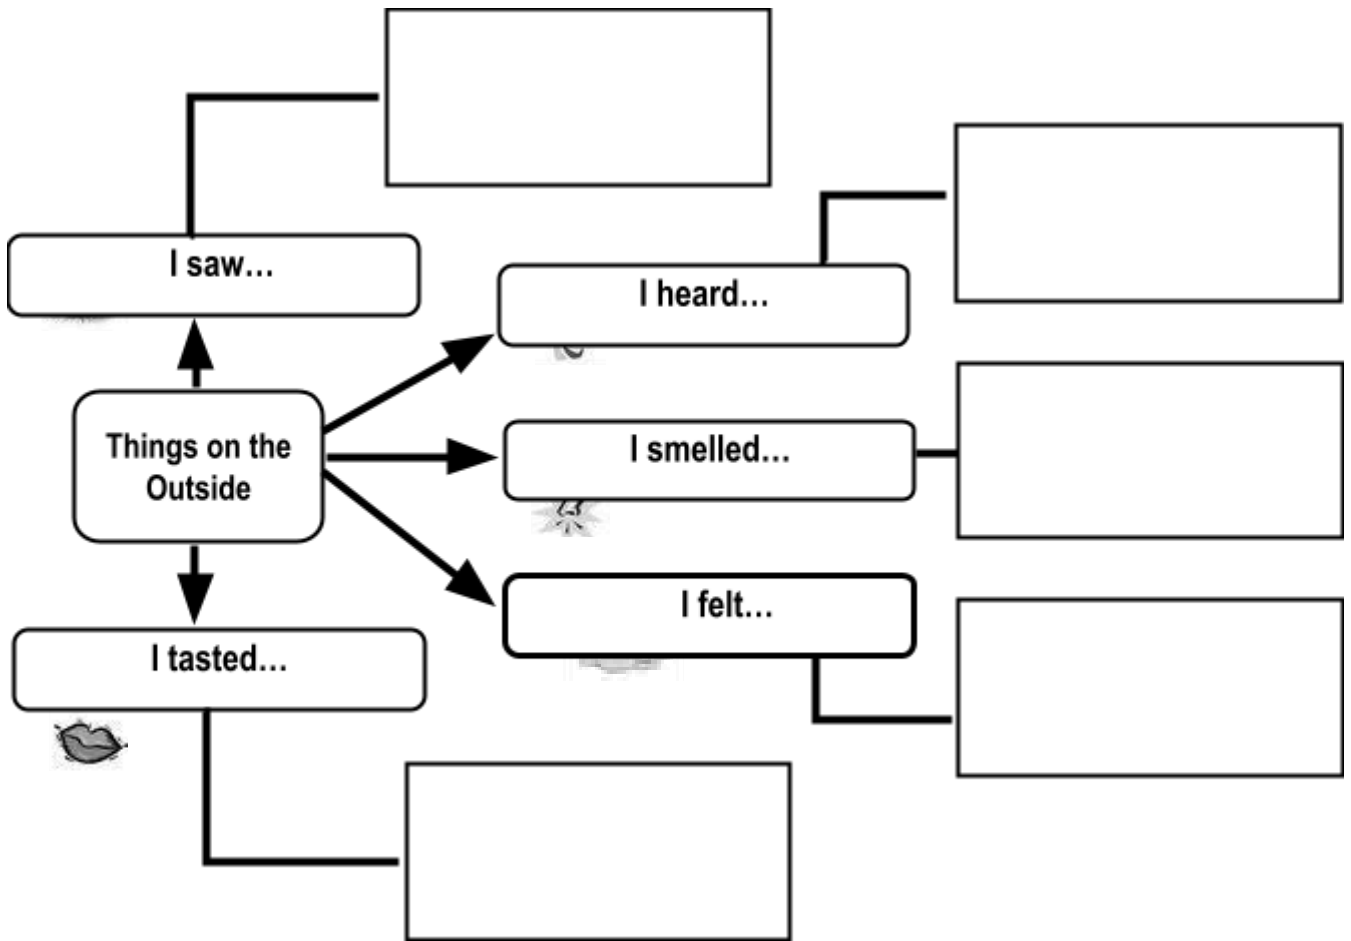 I saw…
I heard…
Things on the
Outside
I smelled…
I felt…
I tasted…